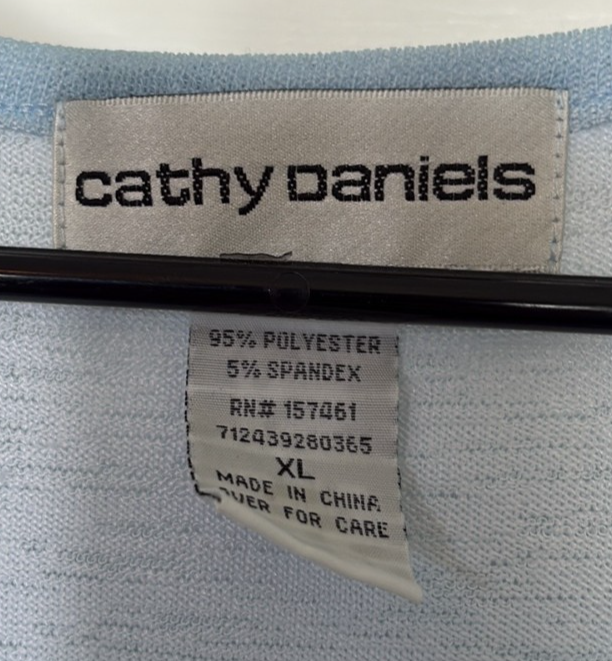 cathy Daniels
95% POLYESTER
5% SPANDEX
RN# 157461
712439280365
XL
MADE IN CHINA
FOR CARE